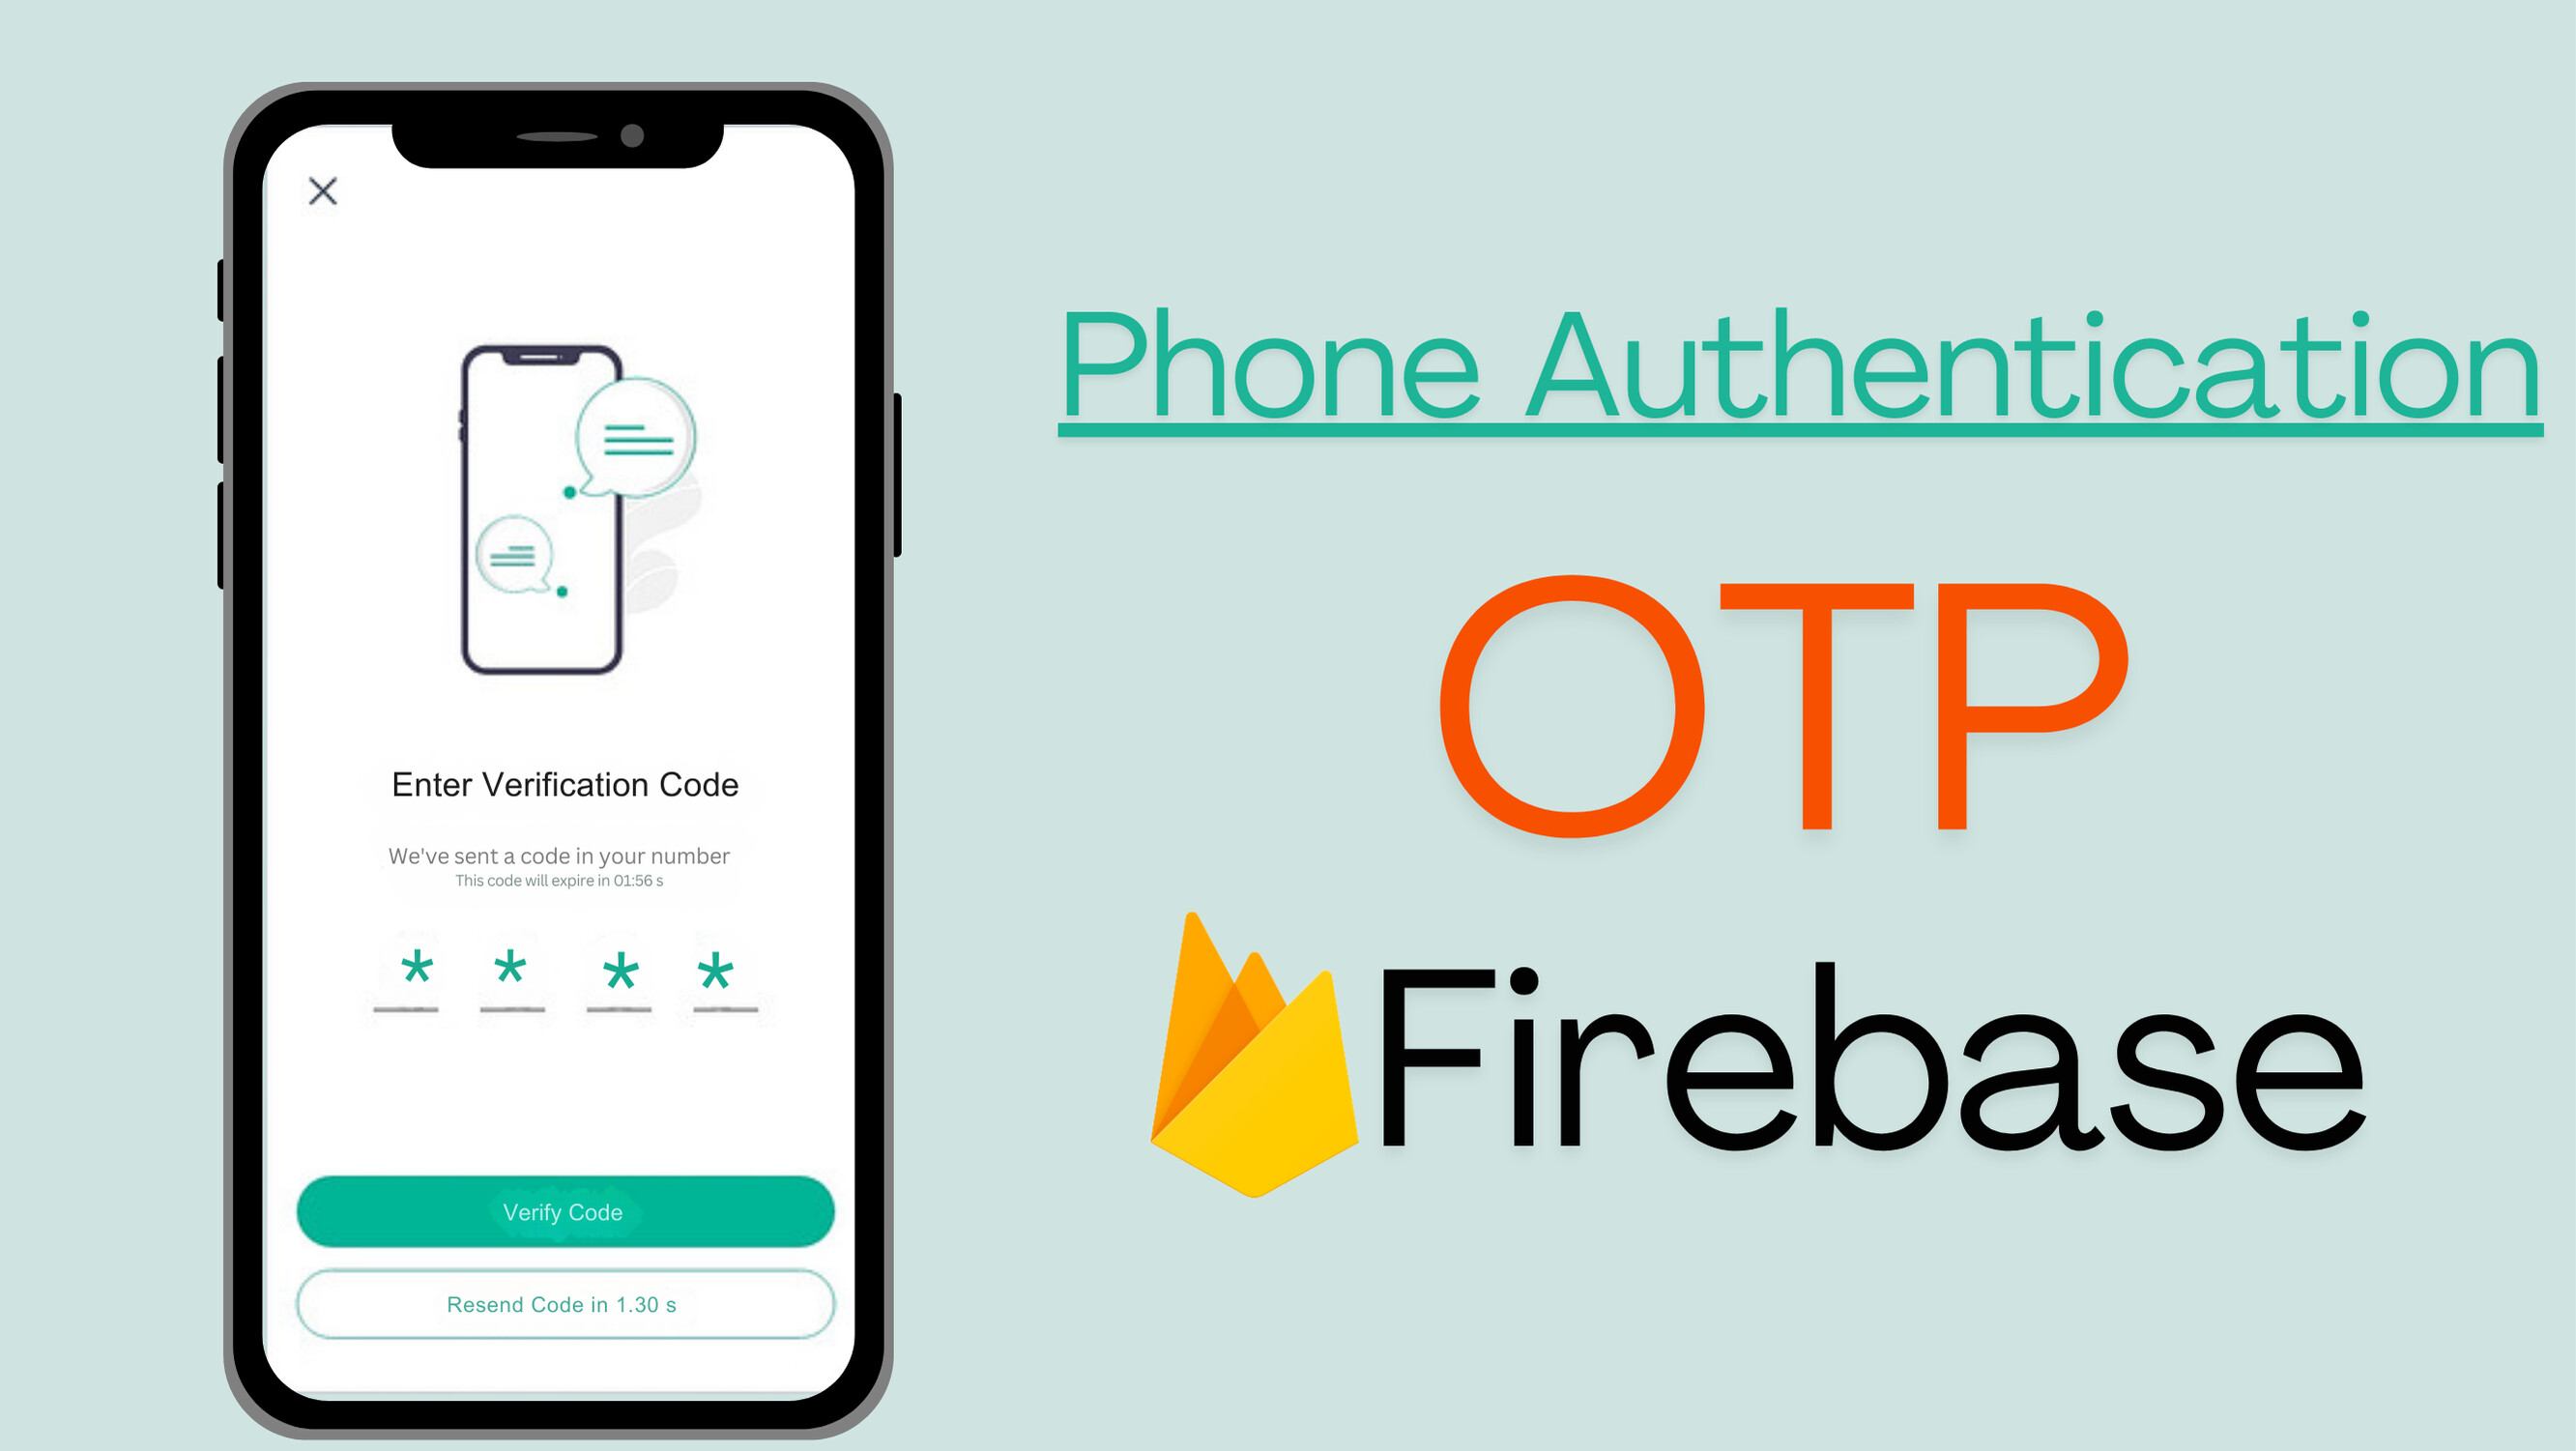 Enter Verification Code
We've sent a code in your number
This code will expire in 01:56 s
* * * *
Verify Code
Resend Code in 1.30 s
Phone Authentication
OTP
Firebase